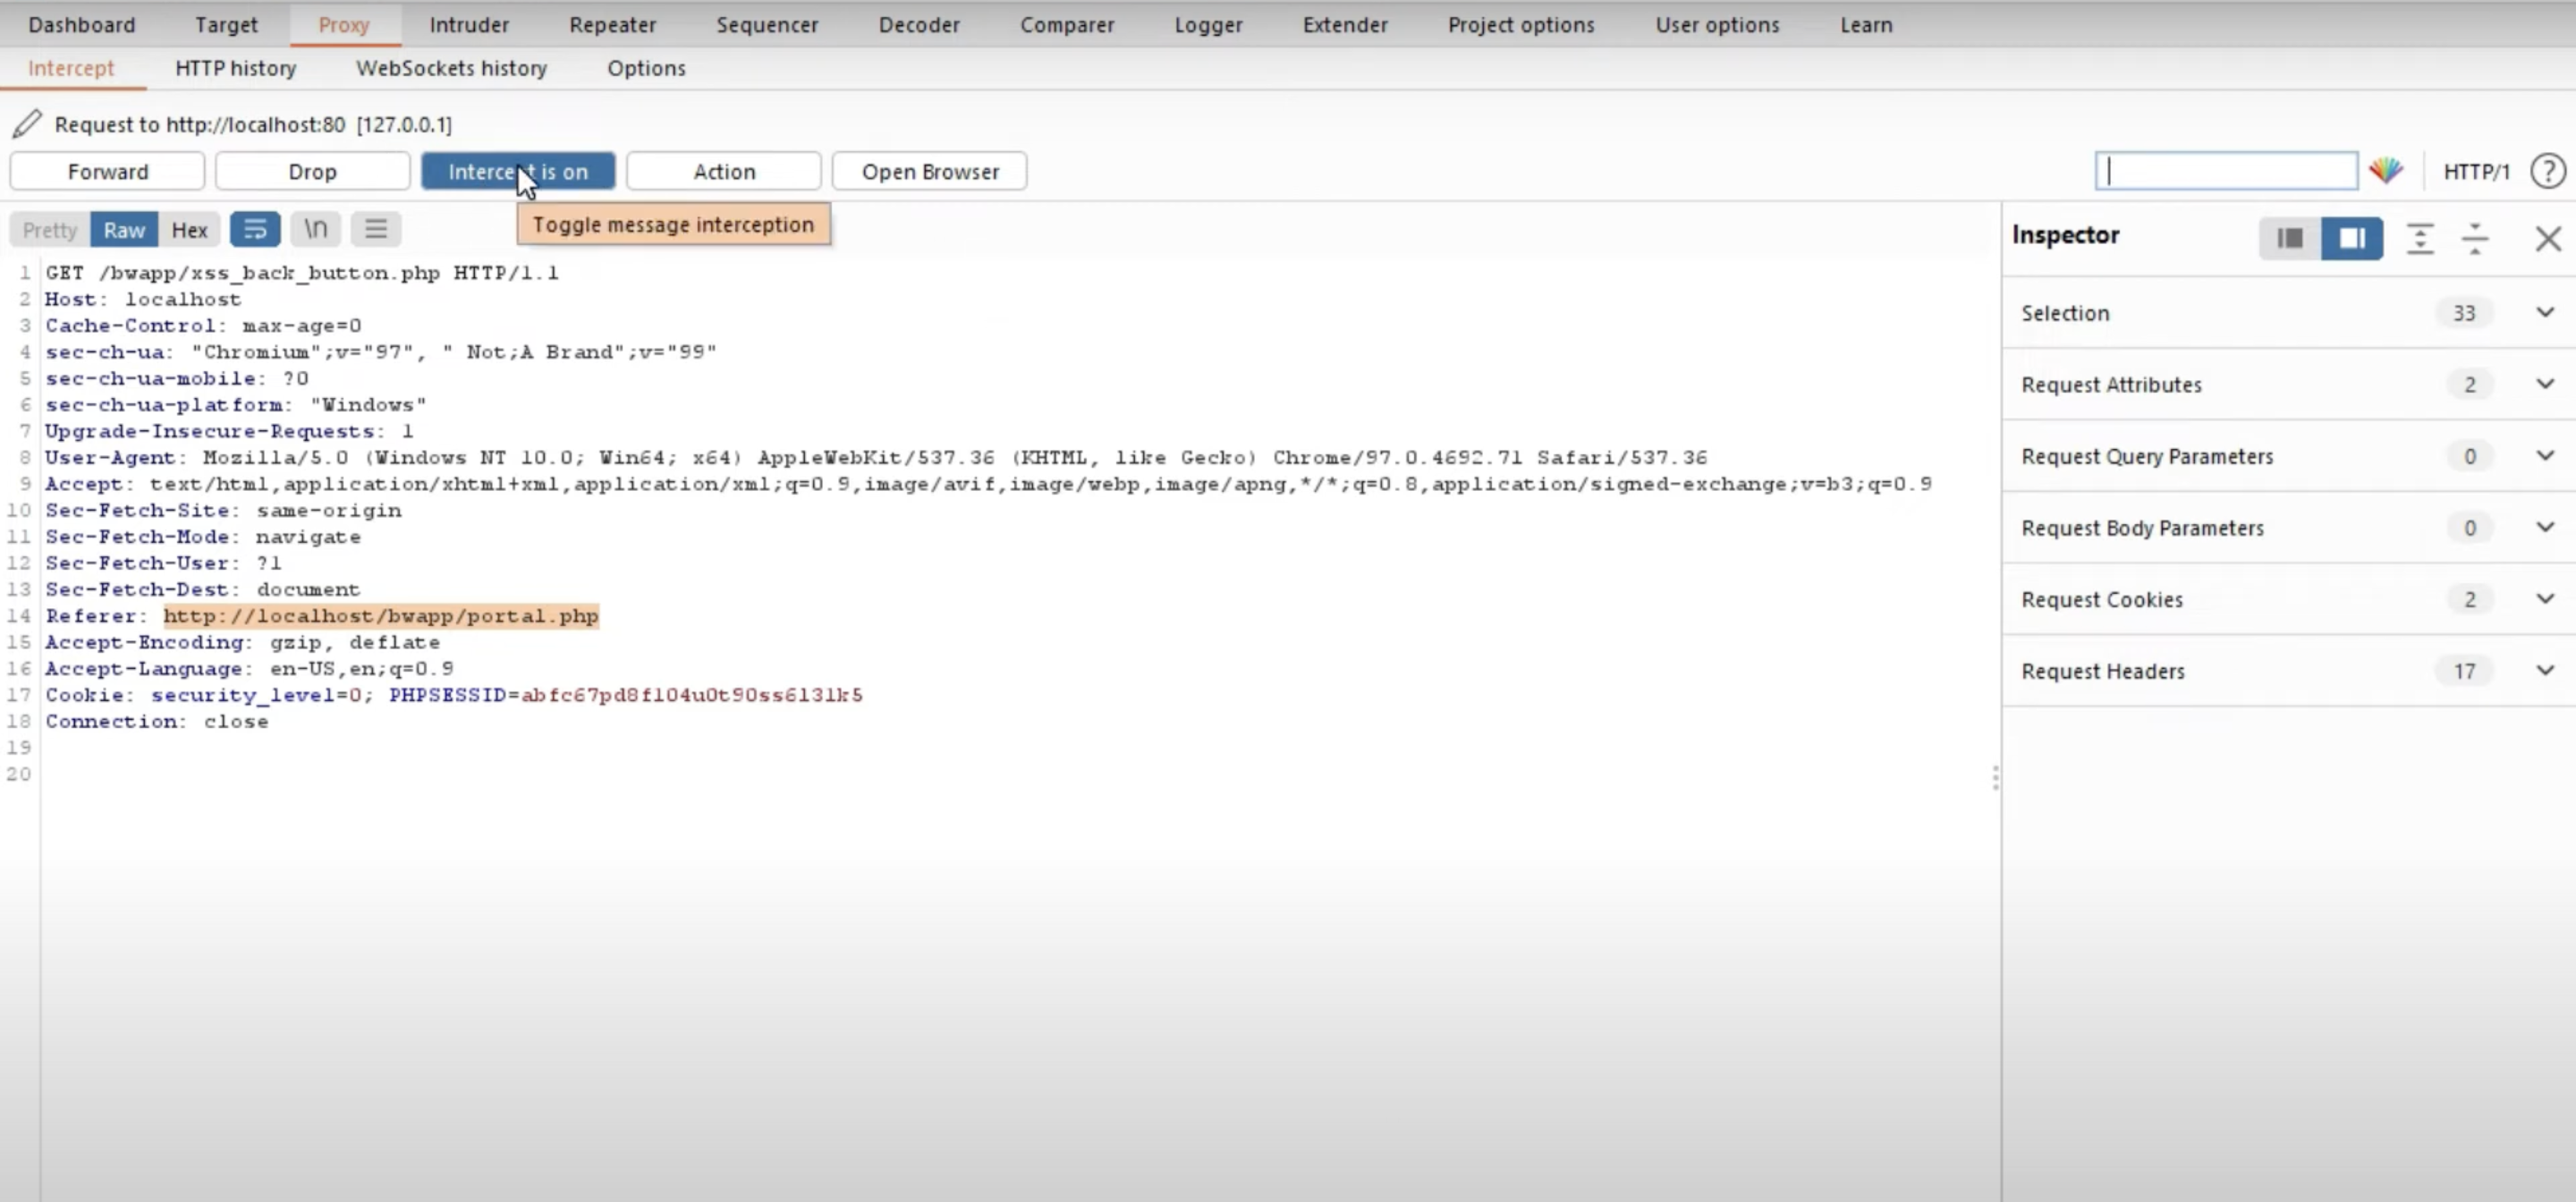 Dashboard Target Proxy Intruder Repeater Sequencer Decoder Comparer Logger Extender Project options User options Learn
Intercept HTTP history WebSockets history Options
Request to http://localhost:80 [127.0.0.1]
Forward Drop Intercept is on Action Open Browser HTTP/1 ?
Pretty Raw Hex \n
Toggle message interception
Inspector
1 GET /bwapp/xss_back_button.php HTTP/1.1
2 Host: localhost
3 Cache-Control: max-age=0
4 sec-ch-ua: "Chromium";v="97", " Not;A Brand";v="99"
5 sec-ch-ua-mobile: ?0
6 sec-ch-ua-platform: "Windows"
7 Upgrade-Insecure-Requests: 1
8 User-Agent: Mozilla/5.0 (Windows NT 10.0; Win64; x64) AppleWebKit/537.36 (KHTML, like Gecko) Chrome/97.0.4692.71 Safari/537.36
9 Accept: text/html,application/xhtml+xml,application/xml;q=0.9,image/avif,image/webp,image/apng,*/*;q=0.8,application/signed-exchange;v=b3;q=0.9
10 Sec-Fetch-Site: same-origin
11 Sec-Fetch-Mode: navigate
12 Sec-Fetch-User: ?1
13 Sec-Fetch-Dest: document
14 Referer: http://localhost/bwapp/portal.php
15 Accept-Encoding: gzip, deflate
16 Accept-Language: en-US,en;q=0.9
17 Cookie: security_level=0; PHPSESSID=abfc67pd8f104u0t90ss6131k5
18 Connection: close
19
20
Selection 33
Request Attributes 2
Request Query Parameters 0
Request Body Parameters 0
Request Cookies 2
Request Headers 17